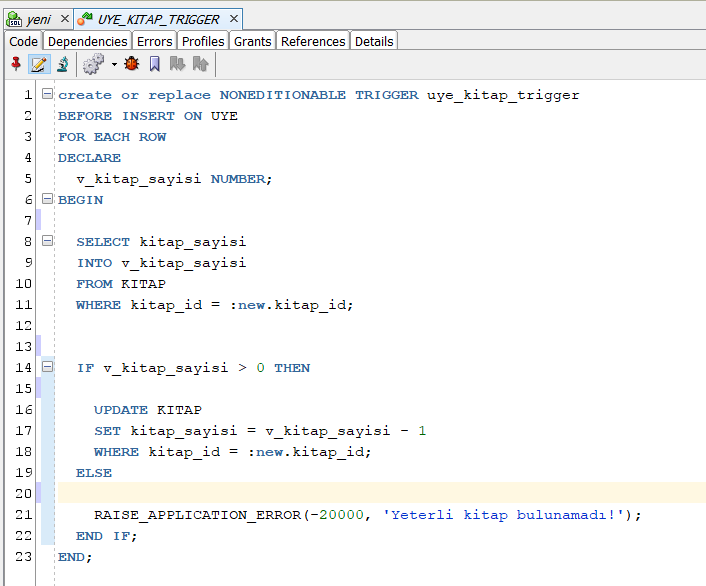 yeni UYE_KITAP_TRIGGER
Code Dependencies Errors Profiles Grants References Details
1 create or replace NONEDITIONABLE TRIGGER uye_kitap_trigger
2 BEFORE INSERT ON UYE
3 FOR EACH ROW
4 DECLARE
5 v_kitap_sayisi NUMBER;
6 BEGIN
7
8 SELECT kitap_sayisi
9 INTO v_kitap_sayisi
10 FROM KITAP
11 WHERE kitap_id = :new.kitap_id;
12
13
14 IF v_kitap_sayisi > 0 THEN
15
16 UPDATE KITAP
17 SET kitap_sayisi = v_kitap_sayisi - 1
18 WHERE kitap_id = :new.kitap_id;
19 ELSE
20
21 RAISE_APPLICATION_ERROR(-20000, 'Yeterli kitap bulunamadı!');
22 END IF;
23 END;